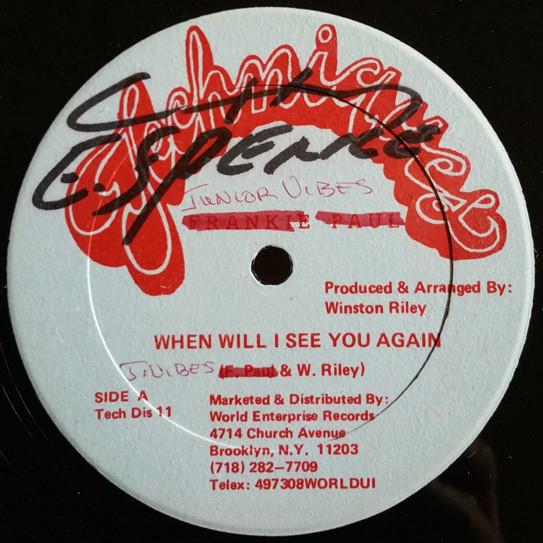 Techniques
E. SPENCE
JUNIOR VIBES
FRANKIE PAUL
Produced & Arranged By:
Winston Riley
WHEN WILL I SEE YOU AGAIN
J. VIBES (F. Paul & W. Riley)
SIDE A
Tech Dis 11
Marketed & Distributed By:
World Enterprise Records
4714 Church Avenue
Brooklyn, N.Y. 11203
(718) 282–7709
Telex: 497308WORLDUI